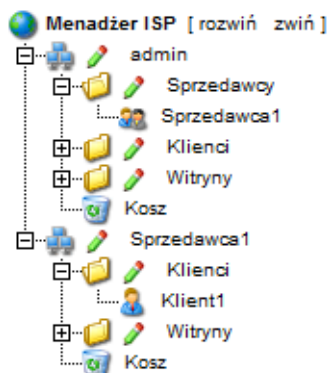 Menadżer ISP [ rozwiń zwiń ]
admin
Sprzedawcy
Sprzedawca1
Klienci
Witryny
Kosz
Sprzedawca1
Klienci
Klient1
Witryny
Kosz